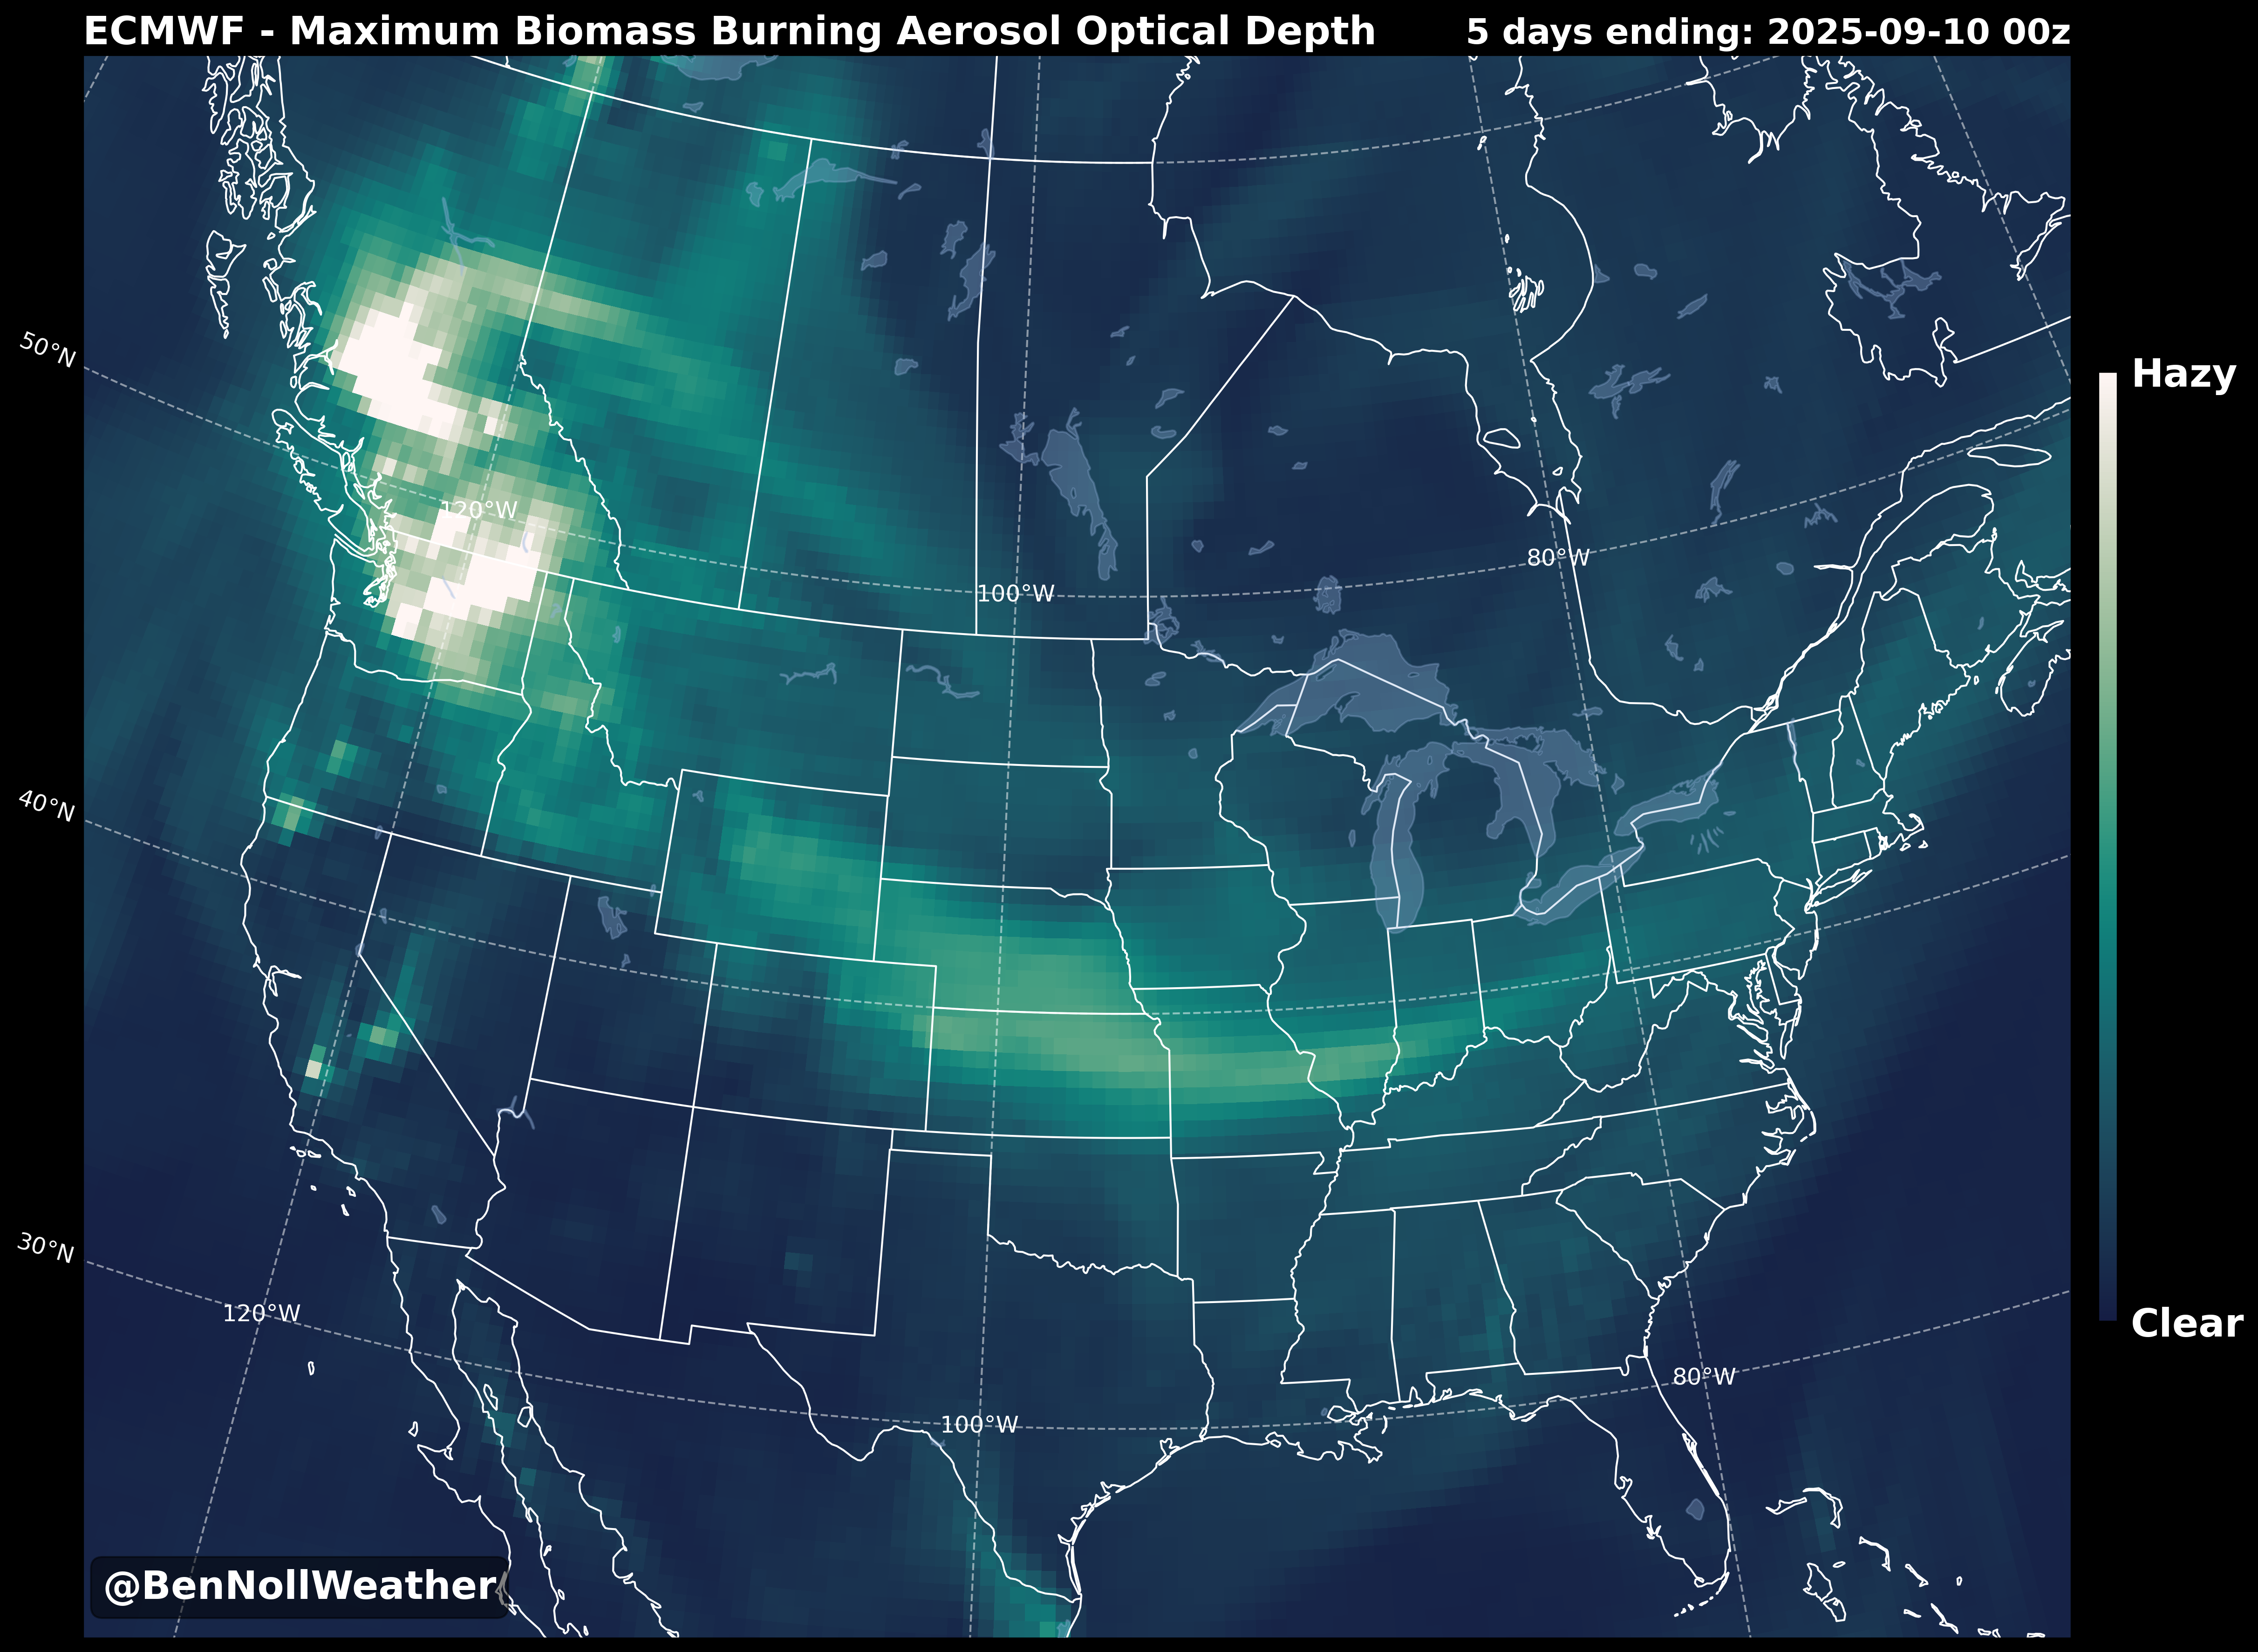 ECMWF - Maximum Biomass Burning Aerosol Optical Depth
5 days ending: 2025-09-10 00z
50°N
Hazy
120°W
80°W
100°W
40°N
30°N
120°W
Clear
80°W
100°W
@BenNollWeather